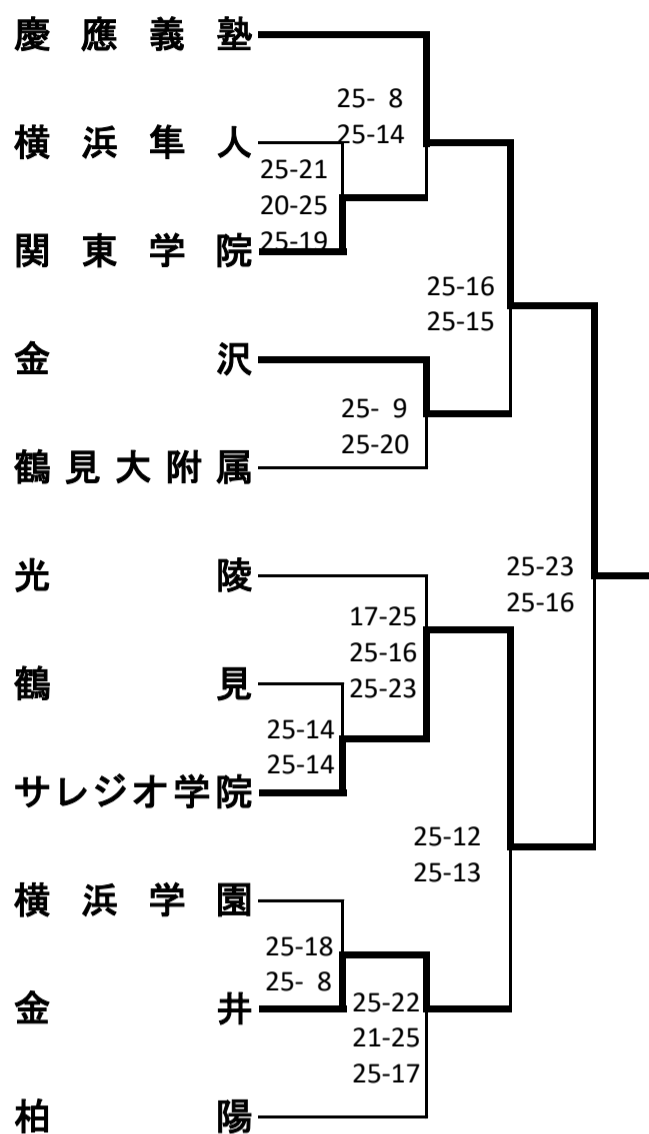 慶應義塾
25- 8
25-14
横浜隼人
25-21
20-25
25-19
関東学院
25-16
25-15
金沢
25- 9
25-20
鶴見大附属
光陵
25-23
25-16
17-25
25-16
25-23
鶴見
25-14
25-14
サレジオ学院
25-12
25-13
横浜学園
25-18
25- 8
金井
25-22
21-25
25-17
柏陽